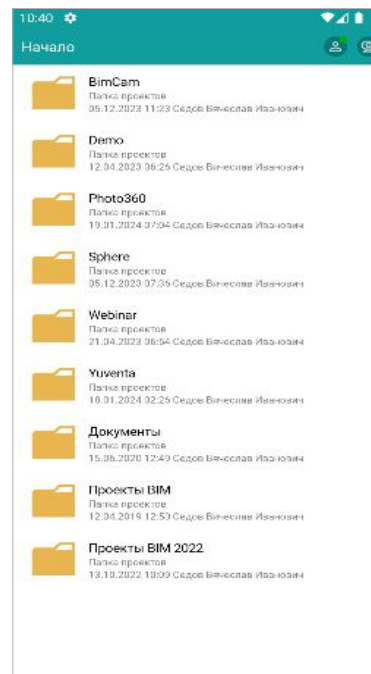 10:40
Начало
BimCam
Папка проектов
05.12.2023 11:23 Седов Вячеслав Иванович
Demo
Папка проектов
12.04.2023 06:26 Седов Вячеслав Иванович
Photo360
Папка проектов
19.01.2024 07:04 Седов Вячеслав Иванович
Sphere
Папка проектов
05.12.2023 07:36 Седов Вячеслав Иванович
Webinar
Папка проектов
21.04.2023 06:54 Седов Вячеслав Иванович
Yuventa
Папка проектов
10.01.2024 02:26 Седов Вячеслав Иванович
Документы
Папка проектов
15.06.2020 12:49 Седов Вячеслав Иванович
Проекты BIM
Папка проектов
12.04.2019 12:50 Седов Вячеслав Иванович
Проекты BIM 2022
Папка проектов
13.10.2022 10:09 Седов Вячеслав Иванович